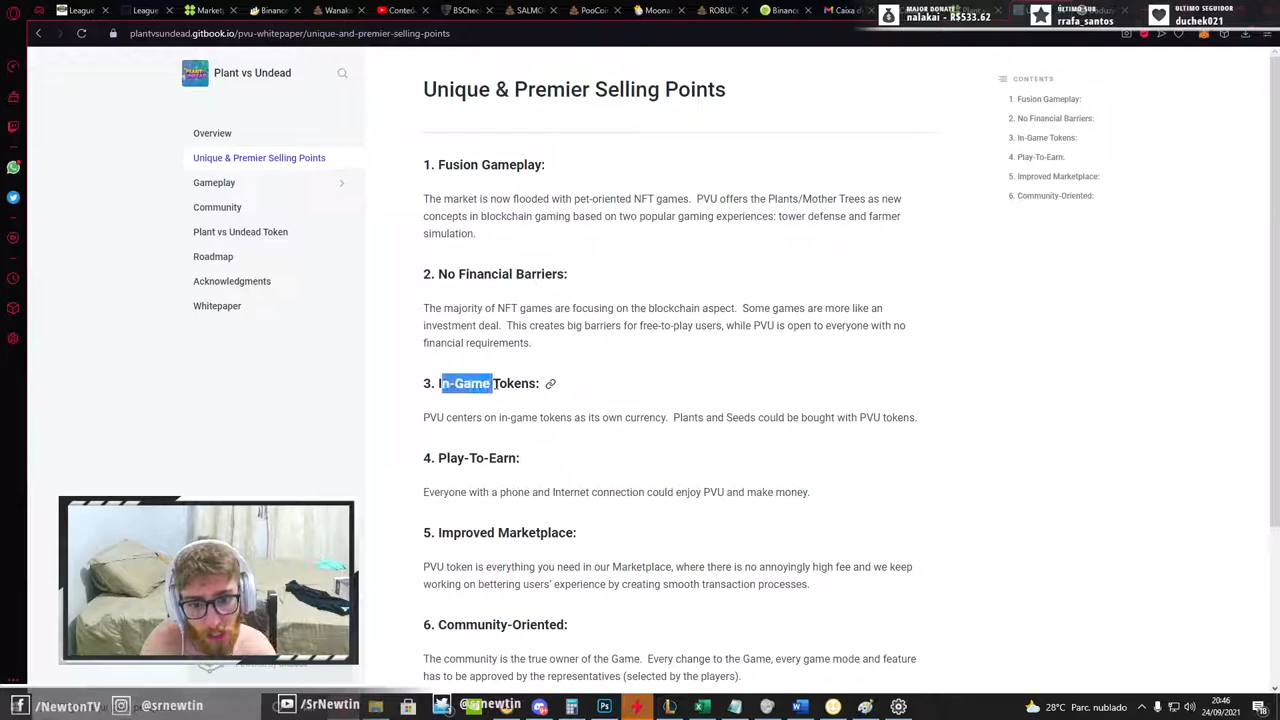 League
League
Market
Binance
MAJOR DONATE
nalakai - R$533.62
ÚLTIMO SUB
rrafa_santos
ÚLTIMO SEGUIDOR
duchek021
plantvsundead.gitbook.io/pvu-whitepaper/unique-and-premier-selling-points
Plant vs Undead
Overview
Unique & Premier Selling Points
Gameplay
Community
Plant vs Undead Token
Roadmap
Acknowledgments
Whitepaper
Unique & Premier Selling Points
1. Fusion Gameplay:
The market is now flooded with pet-oriented NFT games. PVU offers the Plants/Mother Trees as new
concepts in blockchain gaming based on two popular gaming experiences: tower defense and farmer
simulation.
2. No Financial Barriers:
The majority of NFT games are focusing on the blockchain aspect. Some games are more like an
investment deal. This creates big barriers for free-to-play users, while PVU is open to everyone with no
financial requirements.
3. In-Game Tokens:
PVU centers on in-game tokens as its own currency. Plants and Seeds could be bought with PVU tokens.
4. Play-To-Earn:
Everyone with a phone and Internet connection could enjoy PVU and make money.
5. Improved Marketplace:
PVU token is everything you need in our Marketplace, where there is no annoyingly high fee and we keep
working on bettering users' experience by creating smooth transaction processes.
6. Community-Oriented:
The community is the true owner of the Game. Every change to the Game, every game mode and feature
has to be approved by the representatives (selected by the players).
CONTENTS
1. Fusion Gameplay:
2. No Financial Barriers:
3. In-Game Tokens:
4. Play-To-Earn:
5. Improved Marketplace:
6. Community-Oriented:
/NewtonTV
@srnewtin
/SrNewtin
@srnewtin
28°C Parc. nublado
20:46
24/09/2021
18